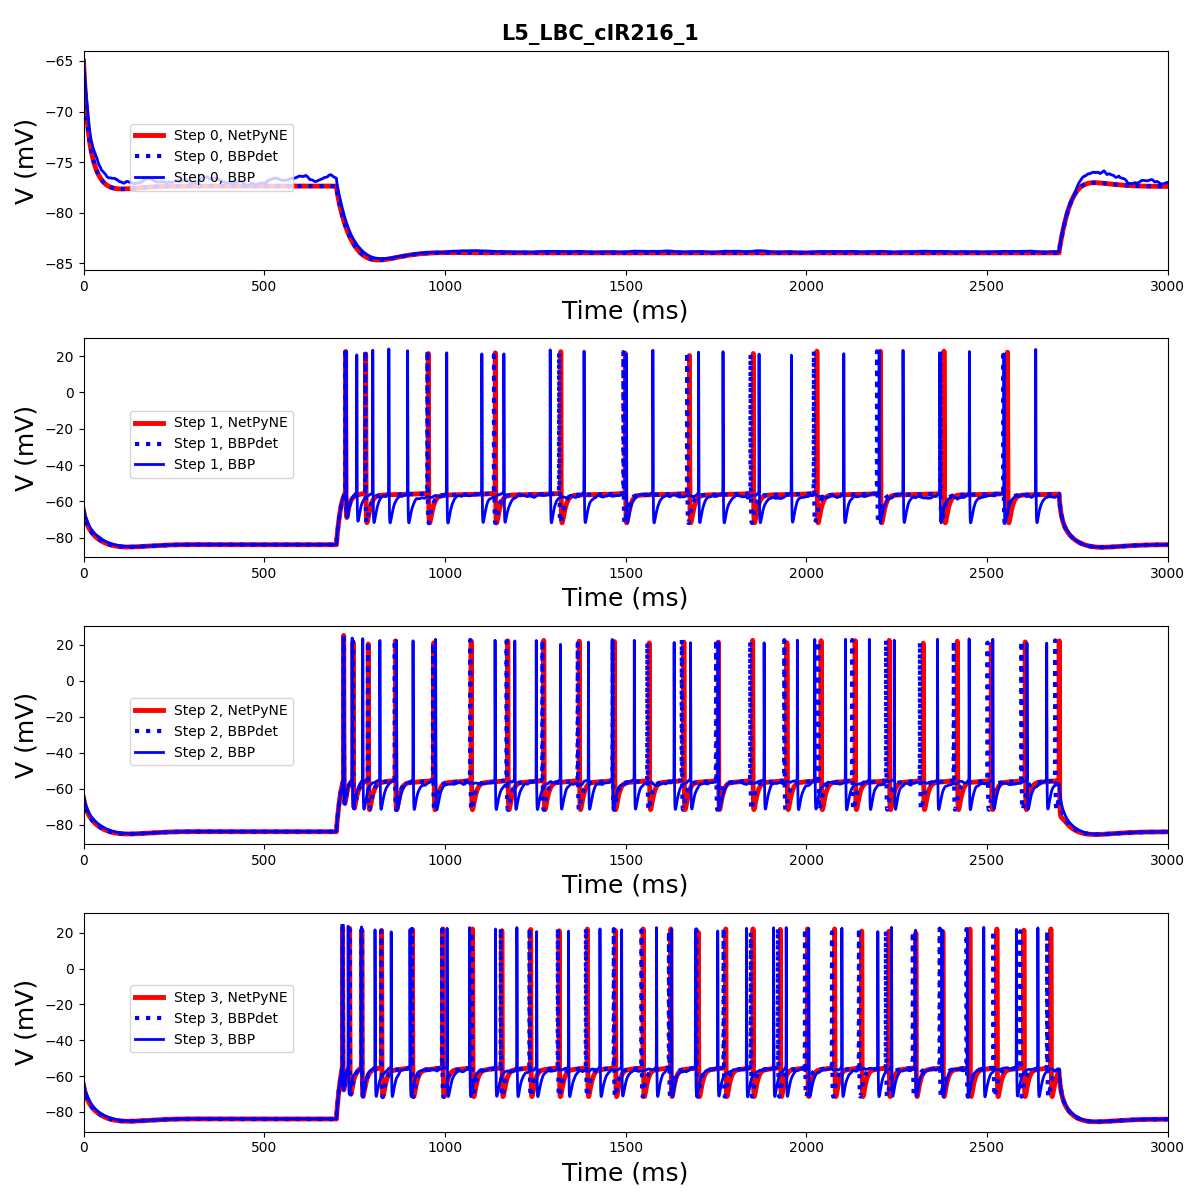 L5_LBC_cIR216_1
−65
−70
−75
−80
−85
V (mV)
Step 0, NetPyNE
Step 0, BBPdet
Step 0, BBP
0 500 1000 1500 2000 2500 3000
Time (ms)
20
0
−20
−40
−60
−80
V (mV)
Step 1, NetPyNE
Step 1, BBPdet
Step 1, BBP
0 500 1000 1500 2000 2500 3000
Time (ms)
20
0
−20
−40
−60
−80
V (mV)
Step 2, NetPyNE
Step 2, BBPdet
Step 2, BBP
0 500 1000 1500 2000 2500 3000
Time (ms)
20
0
−20
−40
−60
−80
V (mV)
Step 3, NetPyNE
Step 3, BBPdet
Step 3, BBP
0 500 1000 1500 2000 2500 3000
Time (ms)